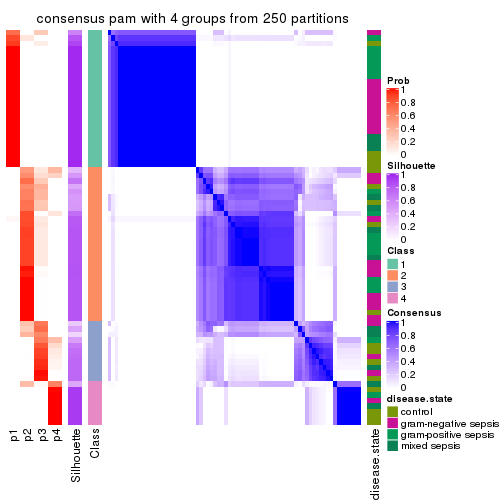 consensus pam with 4 groups from 250 partitions
Prob
1
0.8
0.6
0.4
0.2
0
Silhouette
1
0.8
0.6
0.4
0.2
0
Class
1
2
3
4
Consensus
1
0.8
0.6
0.4
0.2
0
disease.state
control
gram-negative sepsis
gram-positive sepsis
mixed sepsis
p1
p2
p3
p4
Silhouette
Class
disease.state